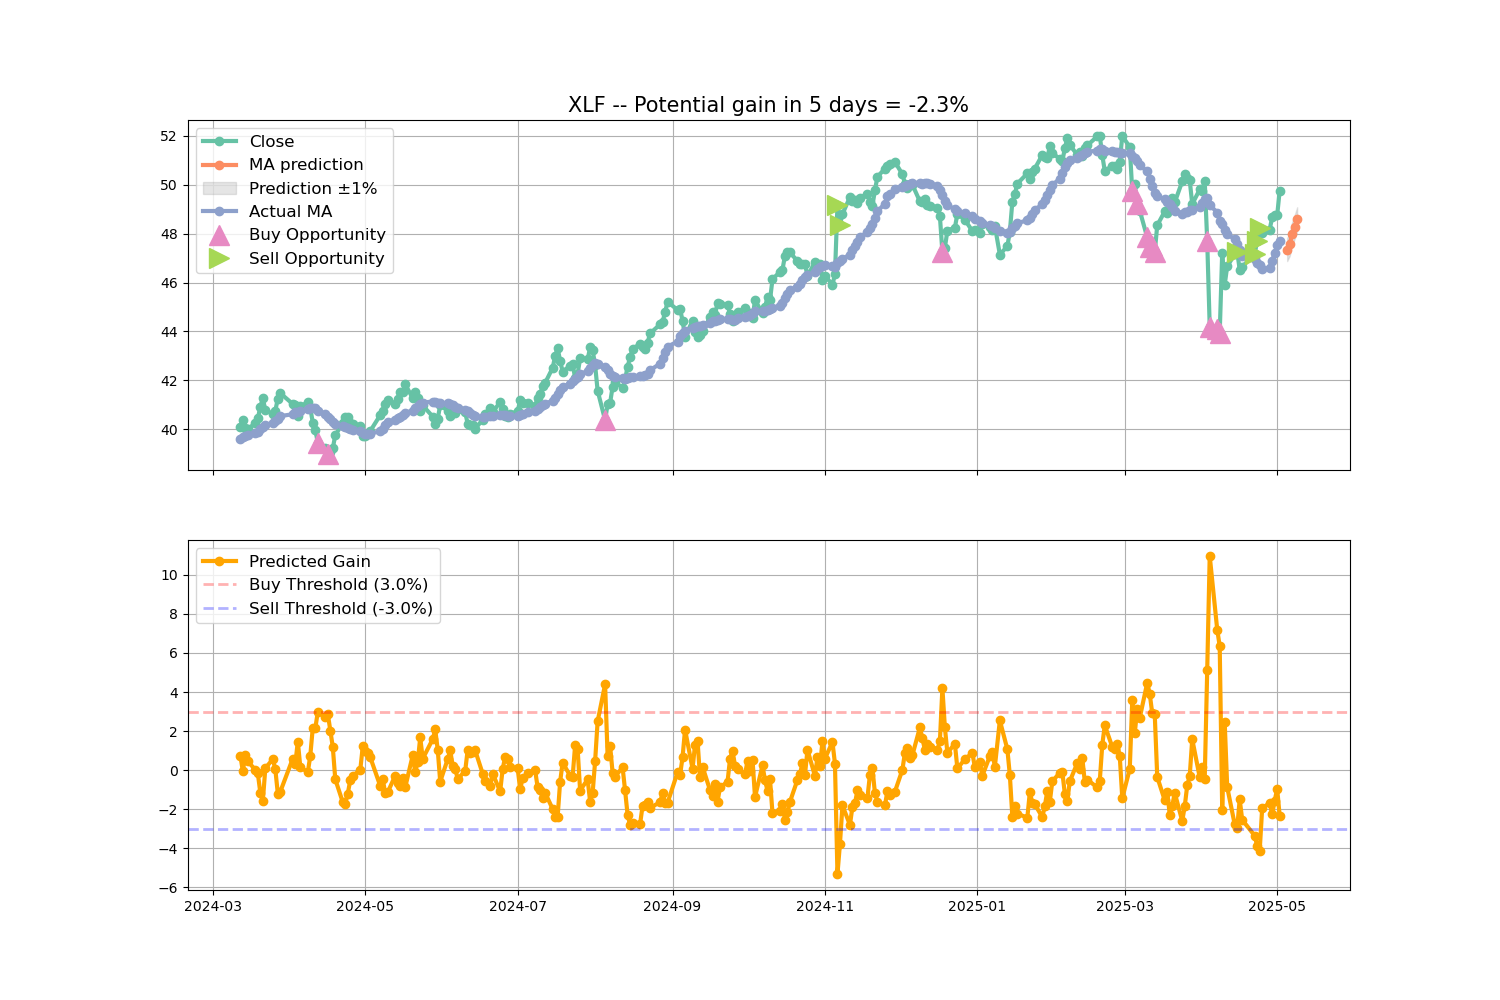 XLF -- Potential gain in 5 days = -2.3%
52
50
48
46
44
42
40
Close
MA prediction
Prediction ±1%
Actual MA
Buy Opportunity
Sell Opportunity
10
8
6
4
2
0
−2
−4
−6
Predicted Gain
Buy Threshold (3.0%)
Sell Threshold (-3.0%)
2024-03
2024-05
2024-07
2024-09
2024-11
2025-01
2025-03
2025-05